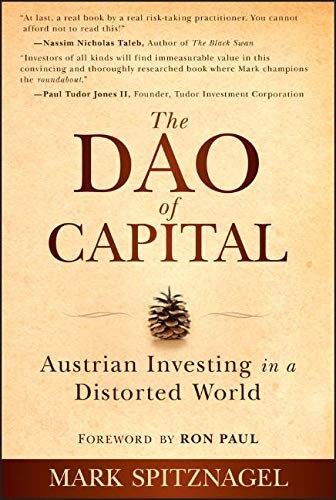 "At last, a real book by a real risk-taking practitioner. You cannot
afford not to read this!"
—Nassim Nicholas Taleb, Author of The Black Swan
"Investors of all kinds will find immeasurable value in this
convincing and thoroughly researched book where Mark champions
the roundabout."
—Paul Tudor Jones II, Founder, Tudor Investment Corporation
The
DAO
of
CAPITAL
Austrian Investing in a
Distorted World
FOREWORD BY RON PAUL
MARK SPITZNAGEL